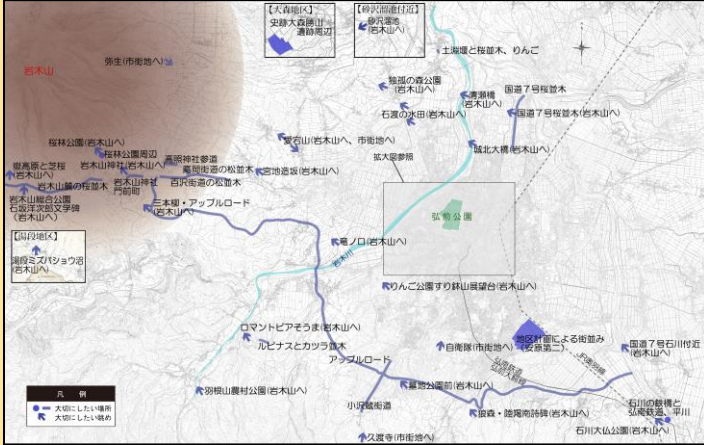 【大森地区】
史跡大森勝山
遺跡周辺
【砂沢溜池付近】
砂沢溜池
(岩木山へ)
土淵堰と桜並木、りんご
岩木山
弥生(市街地へ)
独狐の森公園
(岩木山へ)
清瀬橋
(岩木山へ)
国道7号桜並木
石渡の水田(岩木山へ)
国道7号桜並木(岩木山へ)
城北大橋(岩木山へ)
愛宕山(岩木山へ、市街地へ)
拡大図参照
桜林公園(岩木山へ)
桜林公園周辺
高照神社参道
岩木山神社(岩木山へ)
百沢街道の松並木
宮地造坂(岩木山へ)
嶽高原と芝桜
(岩木山へ)
岩木山麓の桜並木
岩木山神社
門前町
岩木山総合公園
石坂洋次郎文学碑
(岩木山へ)
三本柳・アップルロード
(岩木山へ)
弘前公園
【湯段地区】
湯段ミズバショウ沼
(岩木山へ)
竜ノ口(岩木山へ)
岩木川
りんご公園すり鉢山展望台(岩木山へ)
ロマントピアそうま(岩木山へ)
ルピナスとカツラ並木
自衛隊(市街地へ)
地区計画による街並み
(安原第二)
国道7号石川付近
(岩木山へ)
アップルロード
弘南鉄道
JR奥羽線
凡 例
大切にしたい場所
大切にしたい眺め
羽根山農村公園(岩木山へ)
小沢蔵街道
墓地公園前(岩木山へ)
狼森・陸羯南詩碑(岩木山へ)
石川の鉄橋と
弘南鉄道、平川
久渡寺(市街地へ)
石川大仏公園(岩木山へ)